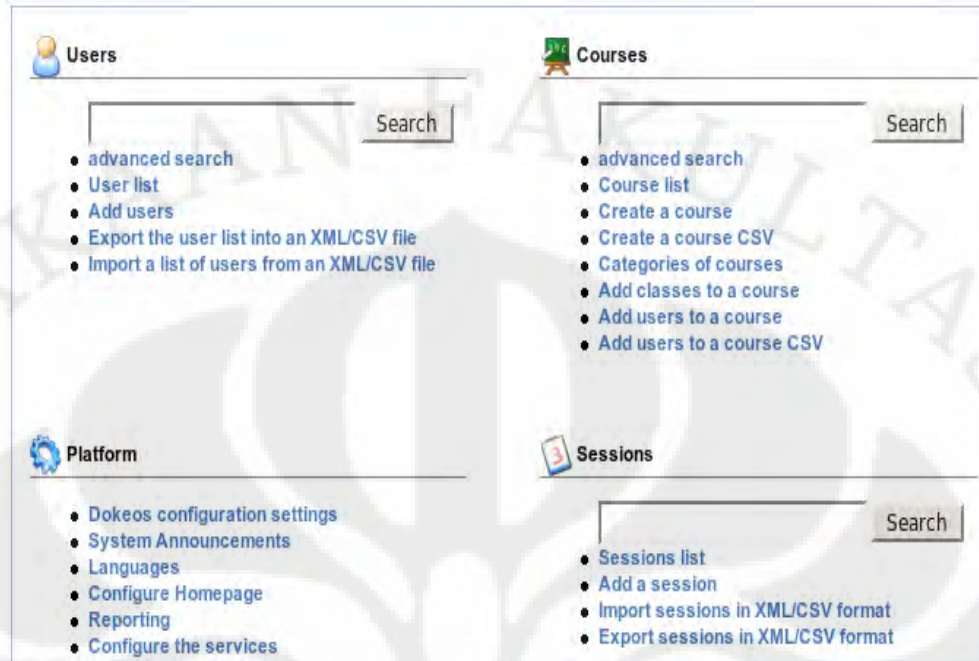 Users
Search
advanced search
User list
Add users
Export the user list into an XML/CSV file
Import a list of users from an XML/CSV file
Courses
Search
advanced search
Course list
Create a course
Create a course CSV
Categories of courses
Add classes to a course
Add users to a course
Add users to a course CSV
Platform
Dokeos configuration settings
System Announcements
Languages
Configure Homepage
Reporting
Configure the services
Sessions
Search
Sessions list
Add a session
Import sessions in XML/CSV format
Export sessions in XML/CSV format